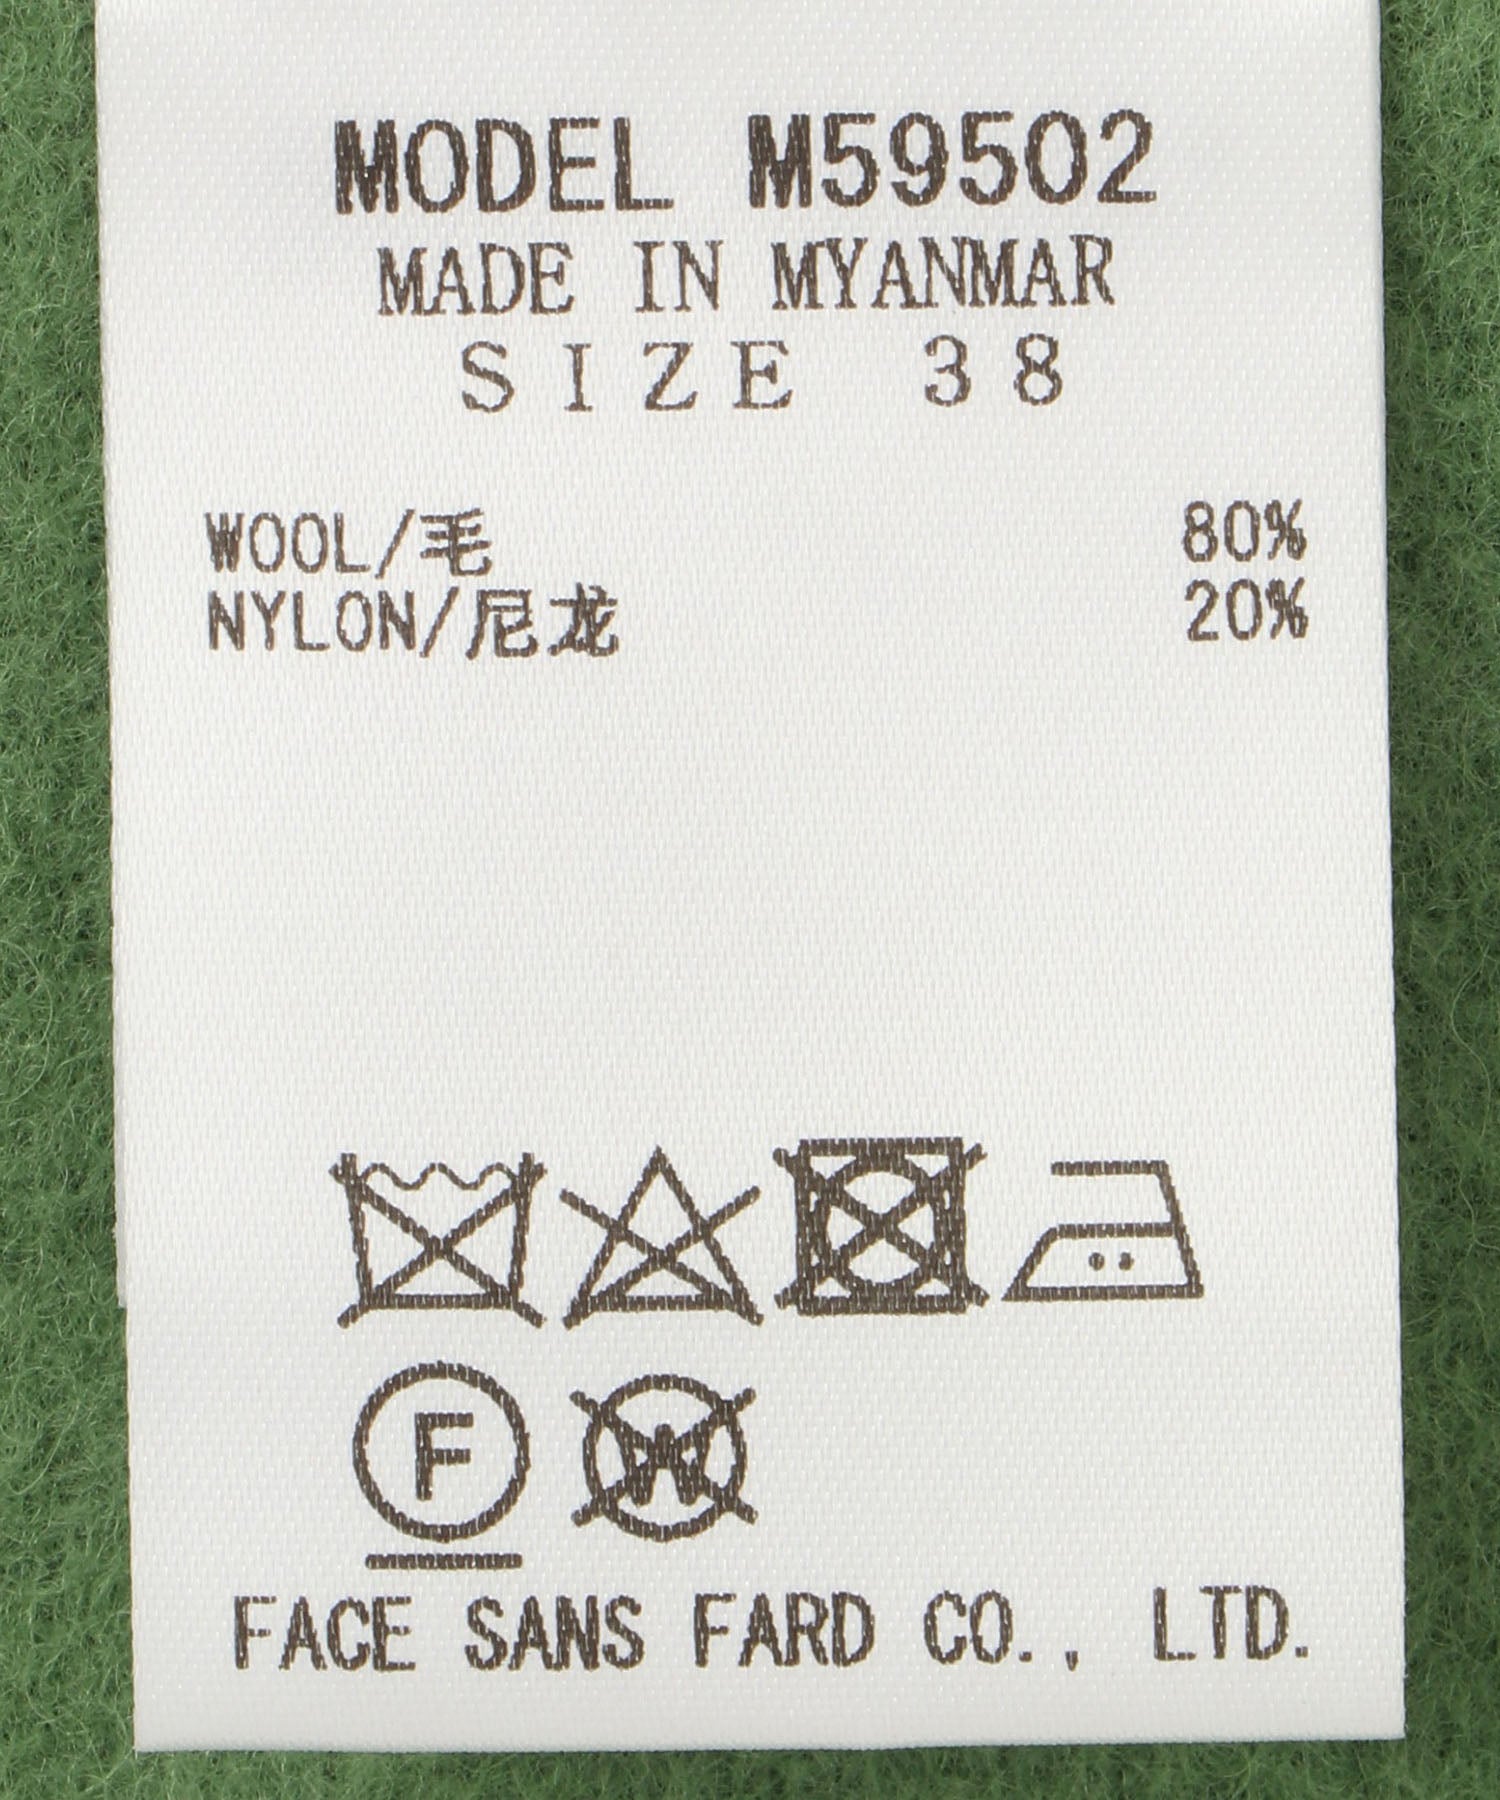 MODEL M59502
MADE IN MYANMAR
SIZE 38
WOOL/毛 80%
NYLON/尼龙 20%
F W
FACE SANS FARD CO., LTD.